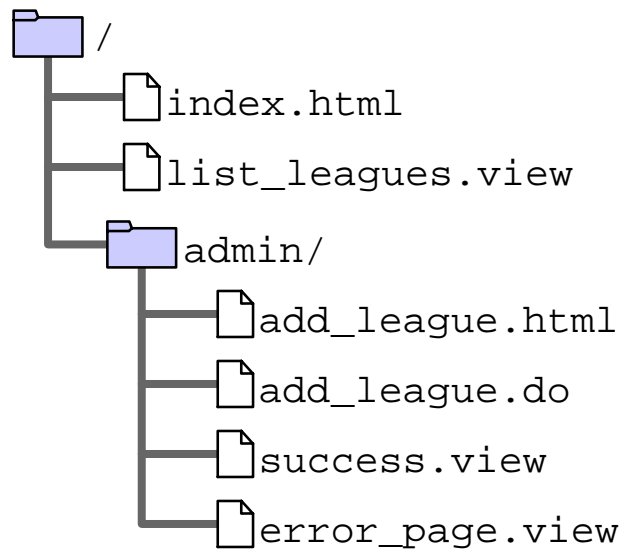 /
index.html
list_leagues.view
admin/
add_league.html
add_league.do
success.view
error_page.view